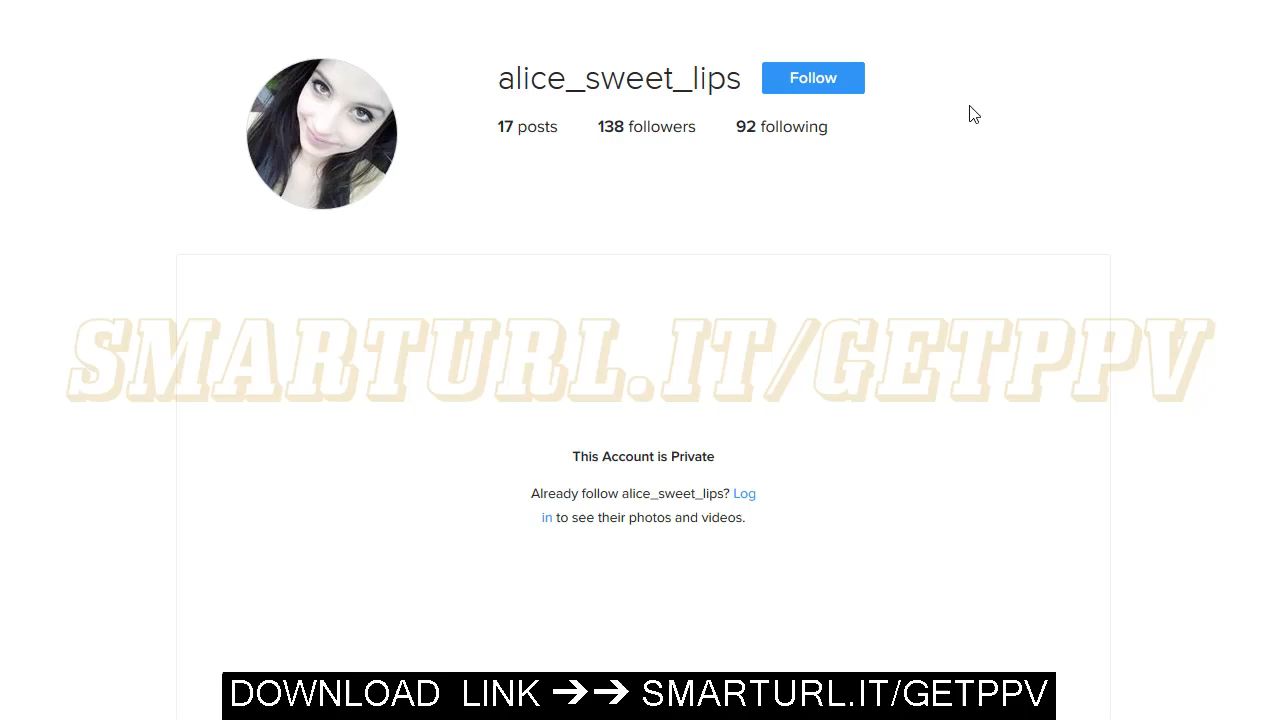 alice_sweet_lips Follow
17 posts 138 followers 92 following
SMARTURL.IT/GETPPV
This Account is Private
Already follow alice_sweet_lips? Log
in to see their photos and videos.
DOWNLOAD LINK ➔➔ SMARTURL.IT/GETPPV